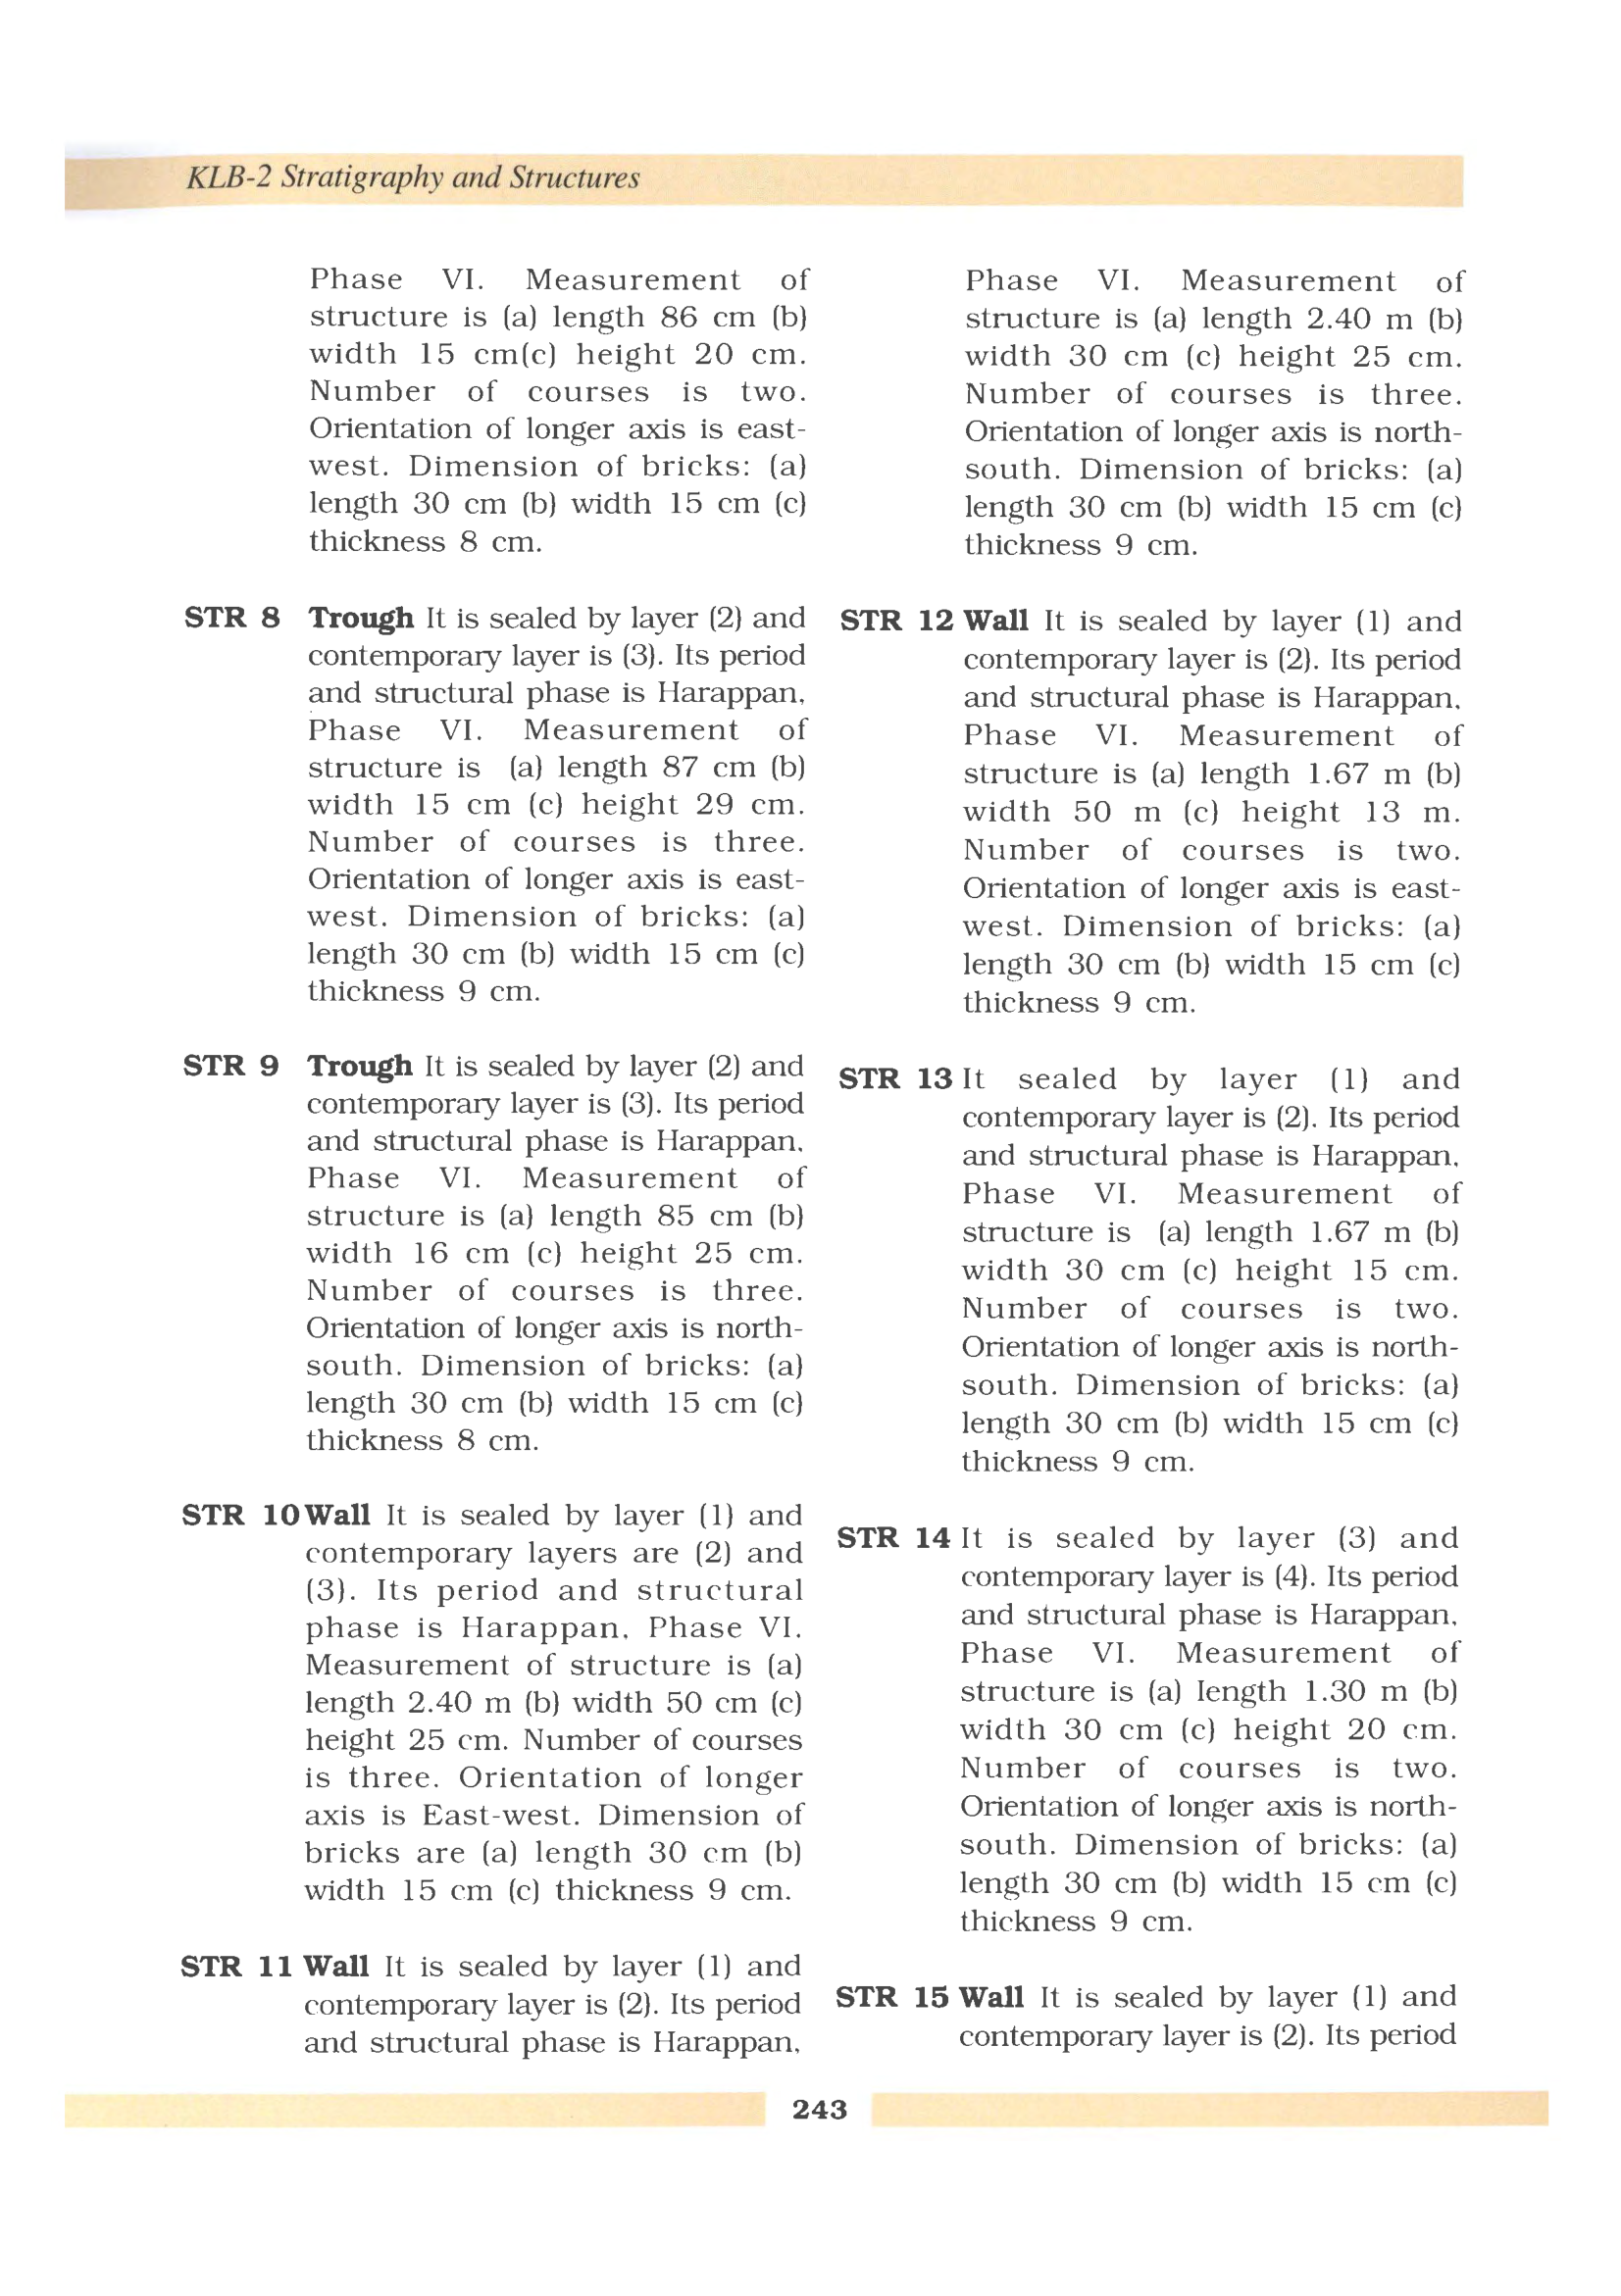 KLB-2 Stratigraphy and Structures
Phase VI. Measurement of
structure is (a) length 86 cm (b)
width 15 cm(c) height 20 cm.
Number of courses is two.
Orientation of longer axis is east-
west. Dimension of bricks: (a)
length 30 cm (b) width 15 cm (c)
thickness 8 cm.
STR 8 Trough It is sealed by layer (2) and
contemporary layer is (3). Its period
and structural phase is Harappan,
Phase VI. Measurement of
structure is (a) length 87 cm (b)
width 15 cm (c) height 29 cm.
Number of courses is three.
Orientation of longer axis is east-
west. Dimension of bricks: (a)
length 30 cm (b) width 15 cm (c)
thickness 9 cm.
STR 9 Trough It is sealed by layer (2) and
contemporary layer is (3). Its period
and structural phase is Harappan,
Phase VI. Measurement of
structure is (a) length 85 cm (b)
width 16 cm (c) height 25 cm.
Number of courses is three.
Orientation of longer axis is north-
south. Dimension of bricks: (a)
length 30 cm (b) width 15 cm (c)
thickness 8 cm.
STR 10 Wall It is sealed by layer (1) and
contemporary layers are (2) and
(3). Its period and structural
phase is Harappan, Phase VI.
Measurement of structure is (a)
length 2.40 m (b) width 50 cm (c)
height 25 cm. Number of courses
is three. Orientation of longer
axis is East-west. Dimension of
bricks are (a) length 30 cm (b)
width 15 cm (c) thickness 9 cm.
STR 11 Wall It is sealed by layer (1) and
contemporary layer is (2). Its period
and structural phase is Harappan,
Phase VI. Measurement of
structure is (a) length 2.40 m (b)
width 30 cm (c) height 25 cm.
Number of courses is three.
Orientation of longer axis is north-
south. Dimension of bricks: (a)
length 30 cm (b) width 15 cm (c)
thickness 9 cm.
STR 12 Wall It is sealed by layer (1) and
contemporary layer is (2). Its period
and structural phase is Harappan,
Phase VI. Measurement of
structure is (a) length 1.67 m (b)
width 50 m (c) height 13 m.
Number of courses is two.
Orientation of longer axis is east-
west. Dimension of bricks: (a)
length 30 cm (b) width 15 cm (c)
thickness 9 cm.
STR 13 It sealed by layer (1) and
contemporary layer is (2). Its period
and structural phase is Harappan,
Phase VI. Measurement of
structure is (a) length 1.67 m (b)
width 30 cm (c) height 15 cm.
Number of courses is two.
Orientation of longer axis is north-
south. Dimension of bricks: (a)
length 30 cm (b) width 15 cm (c)
thickness 9 cm.
STR 14 It is sealed by layer (3) and
contemporary layer is (4). Its period
and structural phase is Harappan,
Phase VI. Measurement of
structure is (a) length 1.30 m (b)
width 30 cm (c) height 20 cm.
Number of courses is two.
Orientation of longer axis is north-
south. Dimension of bricks: (a)
length 30 cm (b) width 15 cm (c)
thickness 9 cm.
STR 15 Wall It is sealed by layer (1) and
contemporary layer is (2). Its period
243